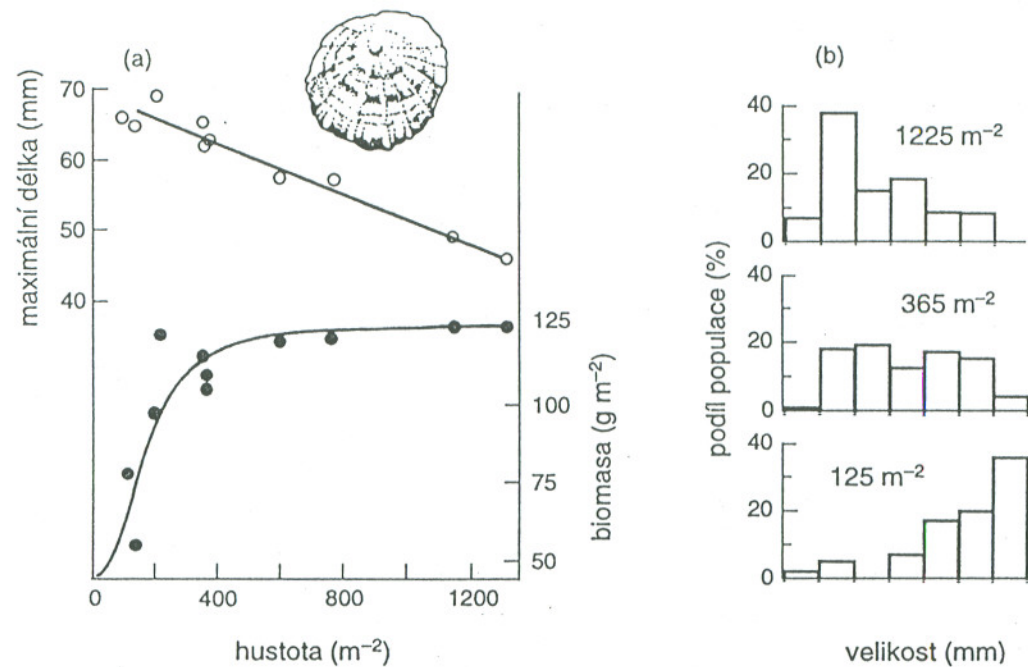 (a)
maximální délka (mm)
70
60
50
40
125
100
75
50
biomasa (g m⁻²)
0
400
800
1200
hustota (m⁻²)
(b)
podíl populace (%)
40
20
0
1225 m⁻²
40
20
0
365 m⁻²
40
20
0
125 m⁻²
velikost (mm)